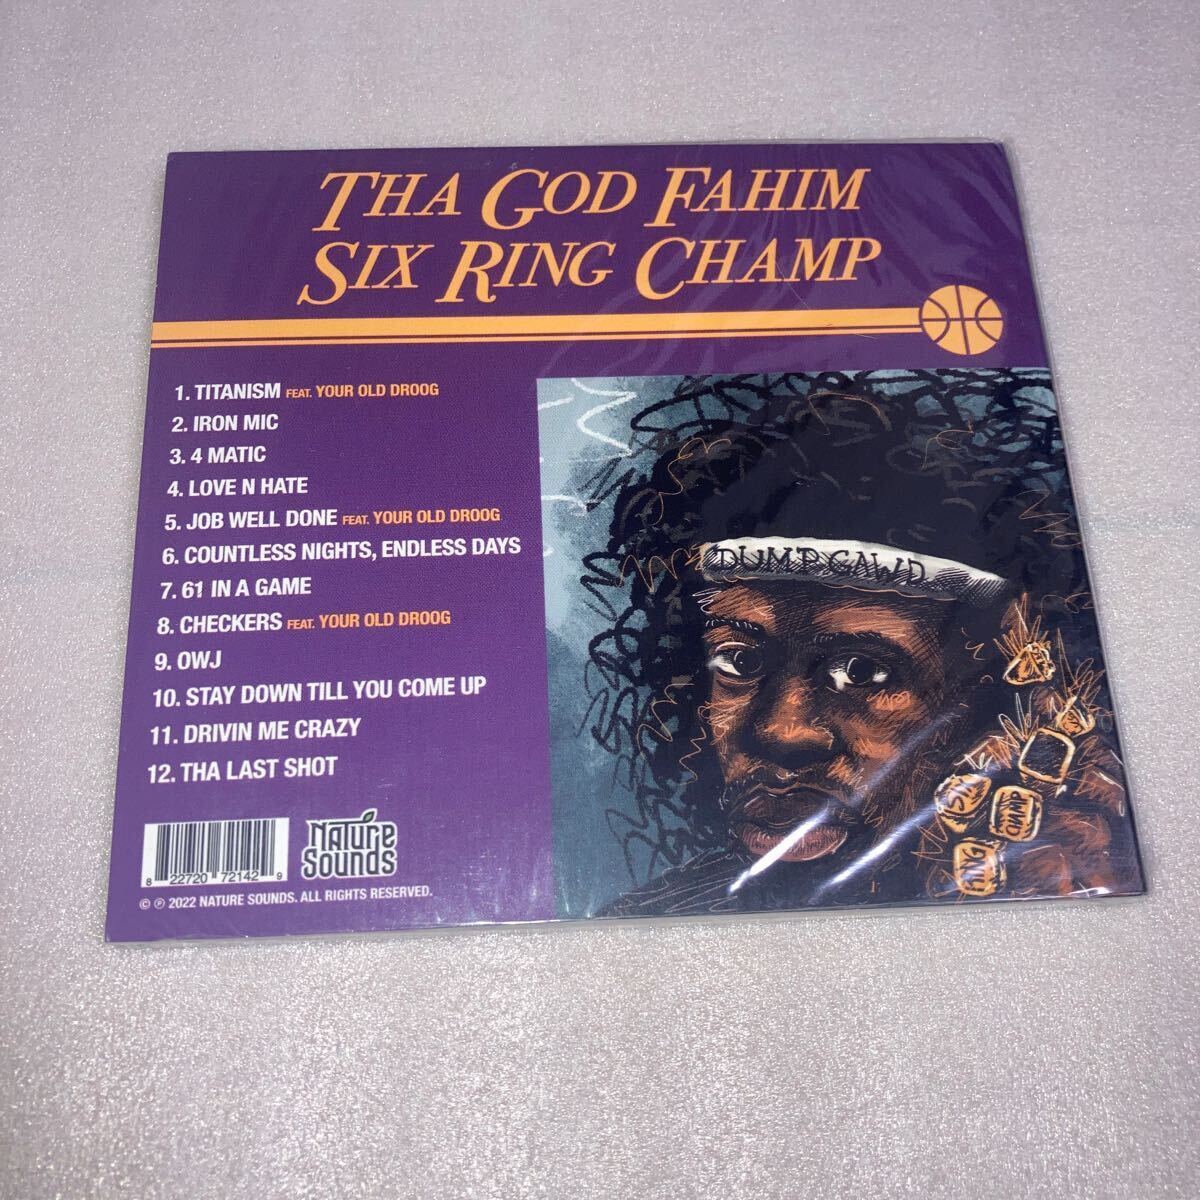 THA GOD FAHIM
SIX RING CHAMP
1. TITANISM FEAT. YOUR OLD DROOG
2. IRON MIC
3. 4 MATIC
4. LOVE N HATE
5. JOB WELL DONE FEAT. YOUR OLD DROOG
6. COUNTLESS NIGHTS, ENDLESS DAYS
7. 61 IN A GAME
8. CHECKERS FEAT. YOUR OLD DROOG
9. OWJ
10. STAY DOWN TILL YOU COME UP
11. DRIVIN ME CRAZY
12. THA LAST SHOT
DUMP GAWD
8 22720 72142 9
Nature
Sounds
© ℗ 2022 NATURE SOUNDS. ALL RIGHTS RESERVED.